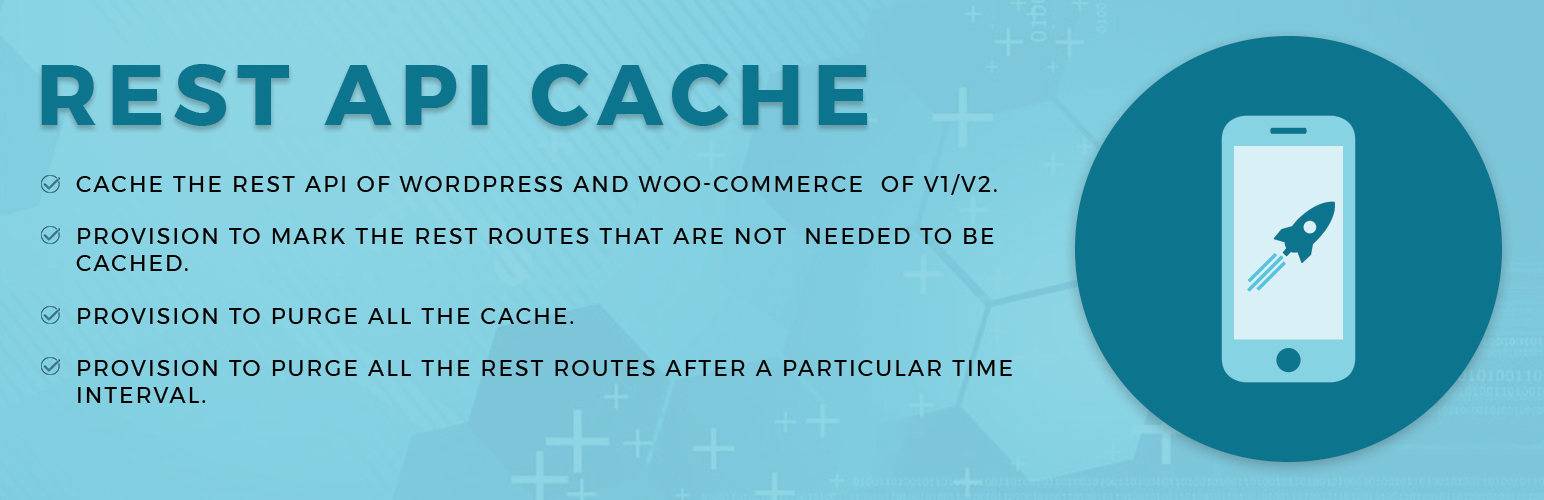 REST API CACHE
CACHE THE REST API OF WORDPRESS AND WOO-COMMERCE  OF V1/V2.
PROVISION TO MARK THE REST ROUTES THAT ARE NOT  NEEDED TO BE
CACHED.
PROVISION TO PURGE ALL THE CACHE.
PROVISION TO PURGE ALL THE REST ROUTES AFTER A PARTICULAR TIME
INTERVAL.